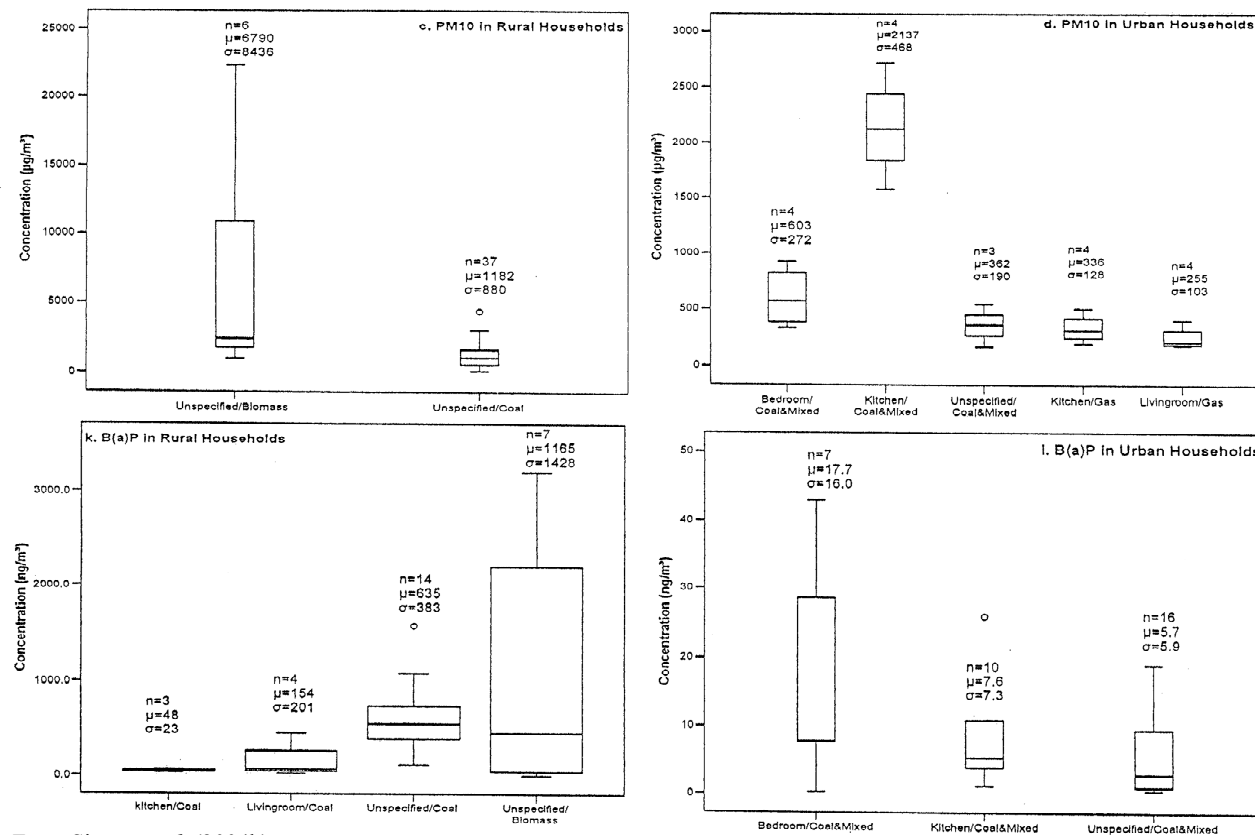 c. PM10 in Rural Households
n=6
µ=6790
σ=8436
n=37
µ=1182
σ=880
Concentration [µg/m³]
25000
20000
15000
10000
5000
0
Unspecified/Biomass
Unspecified/Coal
d. PM10 in Urban Households
n=4
µ=2137
σ=468
n=4
µ=603
σ=272
n=3
µ=362
σ=190
n=4
µ=336
σ=128
n=4
µ=255
σ=103
Concentration (µg/m³)
3000
2500
2000
1500
1000
500
0
Bedroom/
Coal&Mixed
Kitchen/
Coal&Mixed
Unspecified/
Coal&Mixed
Kitchen/Gas
Livingroom/Gas
k. B(a)P in Rural Households
n=7
µ=1165
σ=1428
n=14
µ=635
σ=383
n=4
µ=154
σ=201
n=3
µ=48
σ=23
Concentration [ng/m³]
3000.0
2000.0
1000.0
0.0
kitchen/Coal
Livingroom/Coal
Unspecified/Coal
Unspecified/
Biomass
l. B(a)P in Urban Households
n=7
µ=17.7
σ=16.0
n=10
µ=7.6
σ=7.3
n=16
µ=5.7
σ=5.9
Concentration (ng/m³)
50
40
30
20
10
0
Bedroom/Coal&Mixed
Kitchen/Coal&Mixed
Unspecified/Coal&Mixed